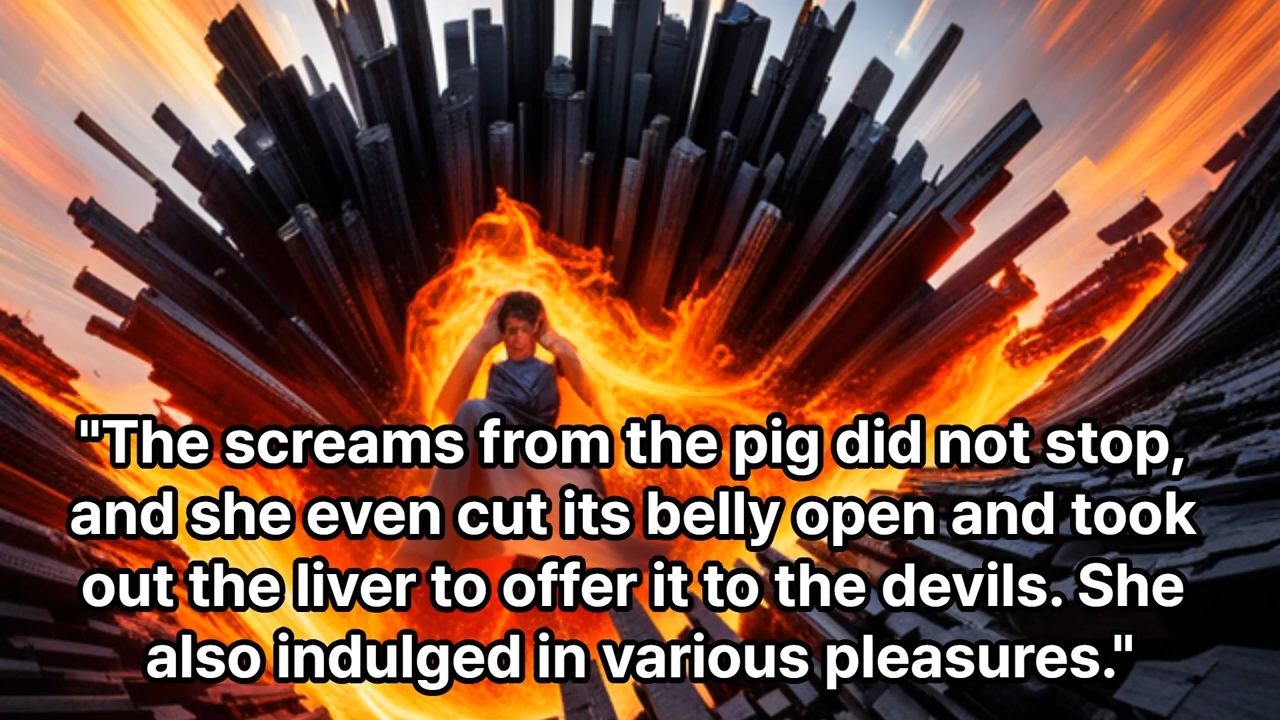 "The screams from the pig did not stop,
and she even cut its belly open and took
out the liver to offer it to the devils. She
also indulged in various pleasures."